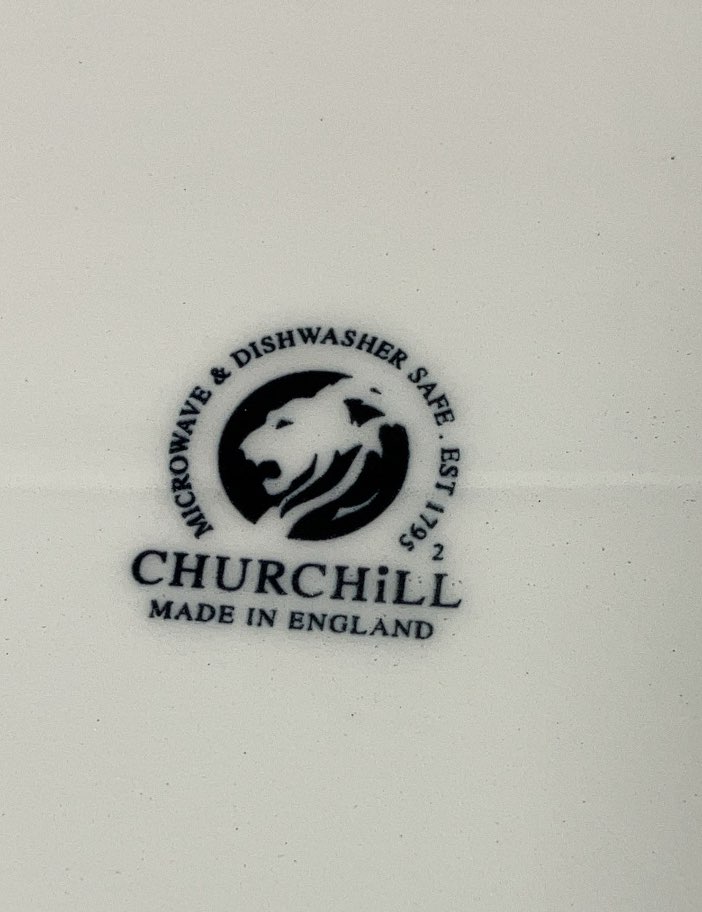 MICROWAVE & DISHWASHER SAFE . EST 1795
2
CHURCHiLL
MADE IN ENGLAND